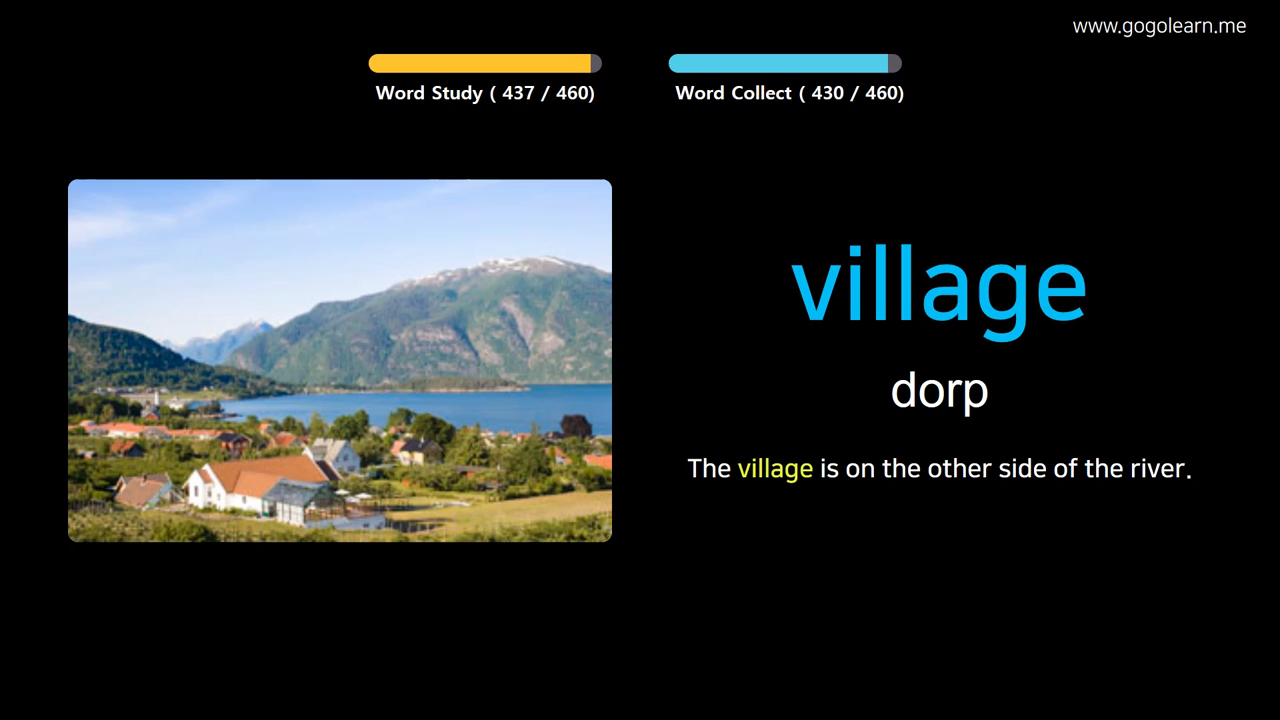 www.gogolearn.me
Word Study ( 437 / 460)
Word Collect ( 430 / 460)
village
dorp
The village is on the other side of the river.